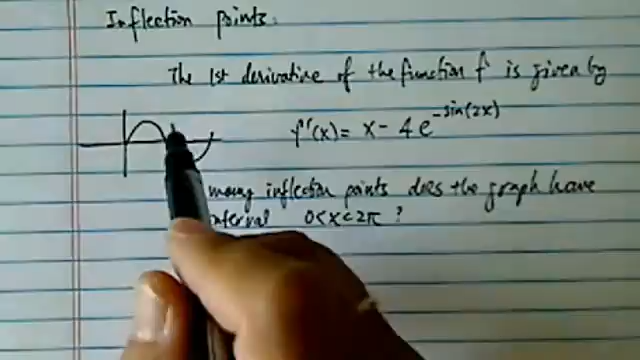 Inflection points.
The 1st derivative of the function f is given by
f'(x) = x - 4e^{-sin(2x)}
many inflection points does the graph have
interval 0<x<2π ?